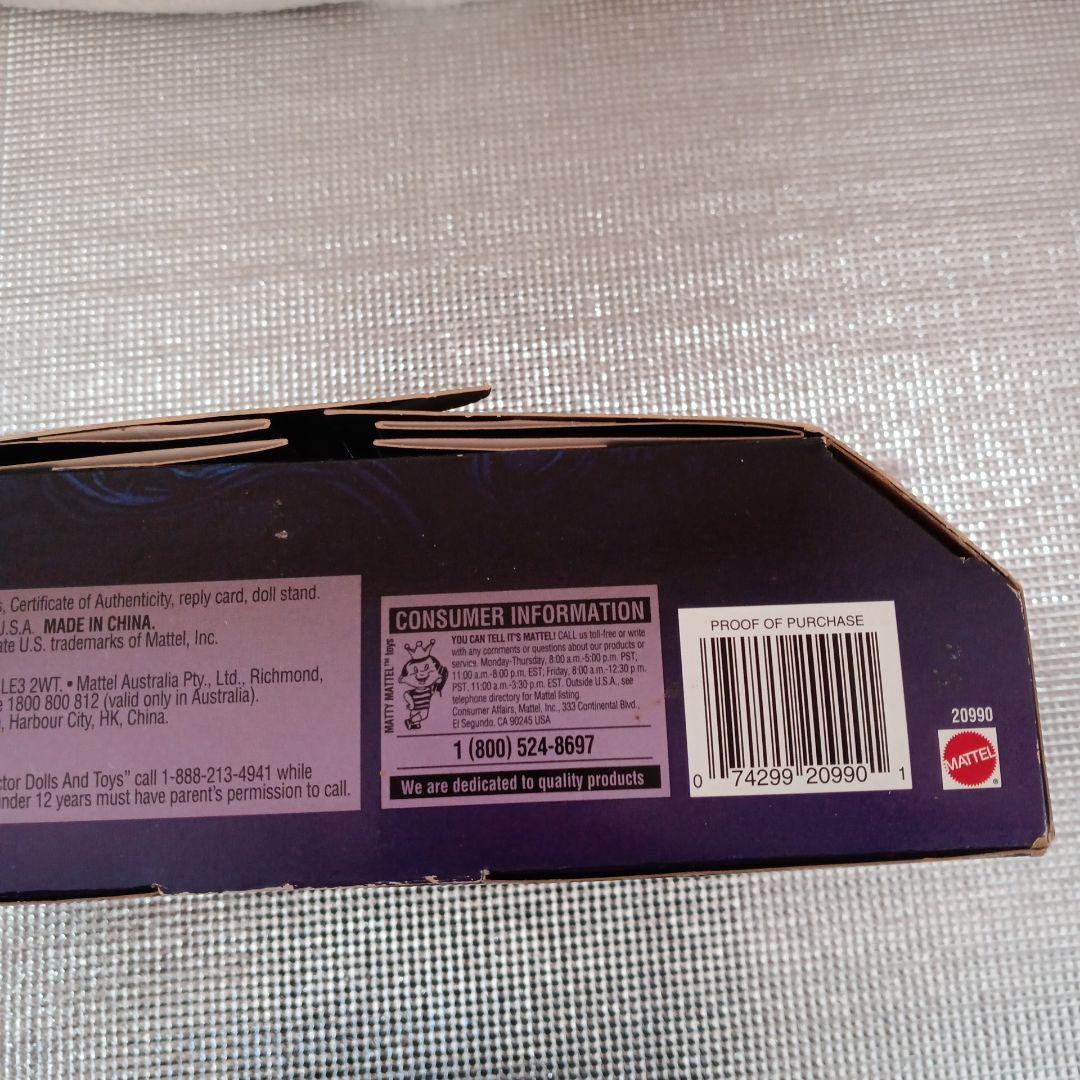 s, Certificate of Authenticity, reply card, doll stand.
U.S.A. MADE IN CHINA.
ate U.S. trademarks of Mattel, Inc.
LE3 2WT. • Mattel Australia Pty., Ltd., Richmond,
e 1800 800 812 (valid only in Australia).
, Harbour City, HK, China.
ctor Dolls And Toys" call 1-888-213-4941 while
nder 12 years must have parent's permission to call.
CONSUMER INFORMATION
MATTY MATTEL™ toys
YOU CAN TELL IT'S MATTEL! CALL us toll-free or write
with any comments or questions about our products or
service. Monday-Thursday, 8:00 a.m.-5:00 p.m. PST;
11:00 a.m.-8:00 p.m. EST, Friday, 8:00 a.m.-12:30 p.m.
PST, 11:00 a.m.-3:30 p.m. EST. Outside U.S.A., see
telephone directory for Mattel listing.
Consumer Affairs, Mattel, Inc., 333 Continental Blvd.,
El Segundo, CA 90245 USA
1 (800) 524-8697
We are dedicated to quality products
PROOF OF PURCHASE
0 74299 20990 1
20990
MATTEL
®